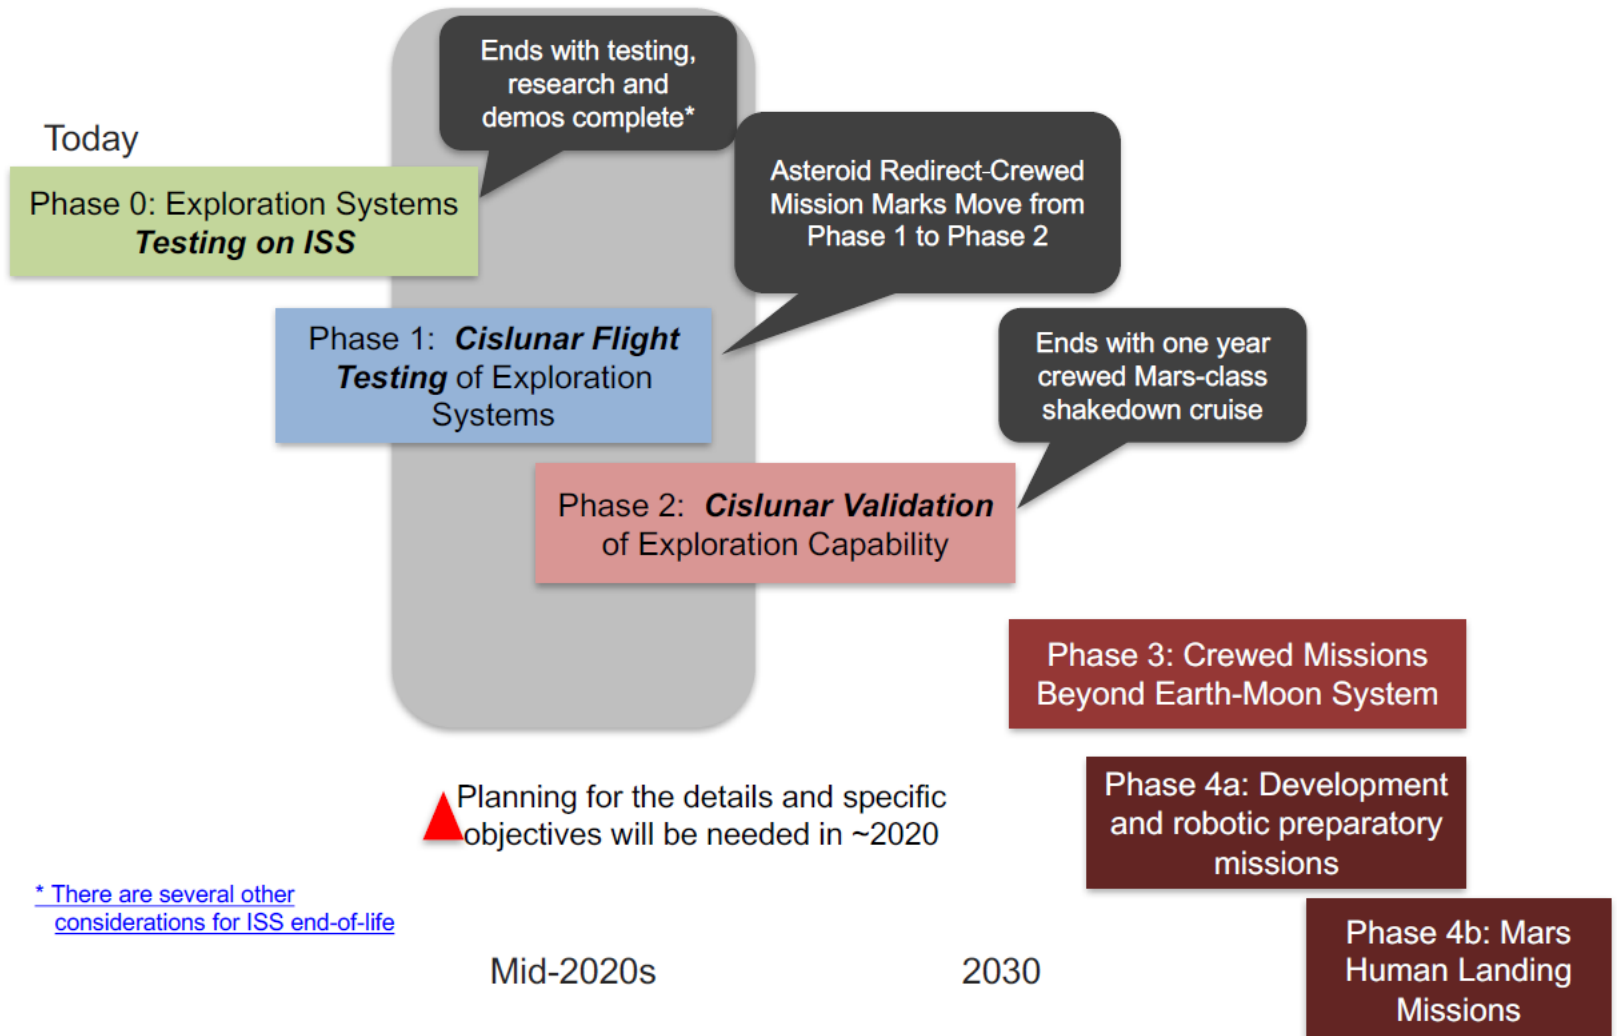 Ends with testing,
research and
demos complete*
Today
Phase 0: Exploration Systems
Testing on ISS
Asteroid Redirect-Crewed
Mission Marks Move from
Phase 1 to Phase 2
Phase 1: Cislunar Flight
Testing of Exploration
Systems
Ends with one year
crewed Mars-class
shakedown cruise
Phase 2: Cislunar Validation
of Exploration Capability
Phase 3: Crewed Missions
Beyond Earth-Moon System
Planning for the details and specific
objectives will be needed in ~2020
Phase 4a: Development
and robotic preparatory
missions
* There are several other
considerations for ISS end-of-life
Phase 4b: Mars
Human Landing
Missions
Mid-2020s
2030